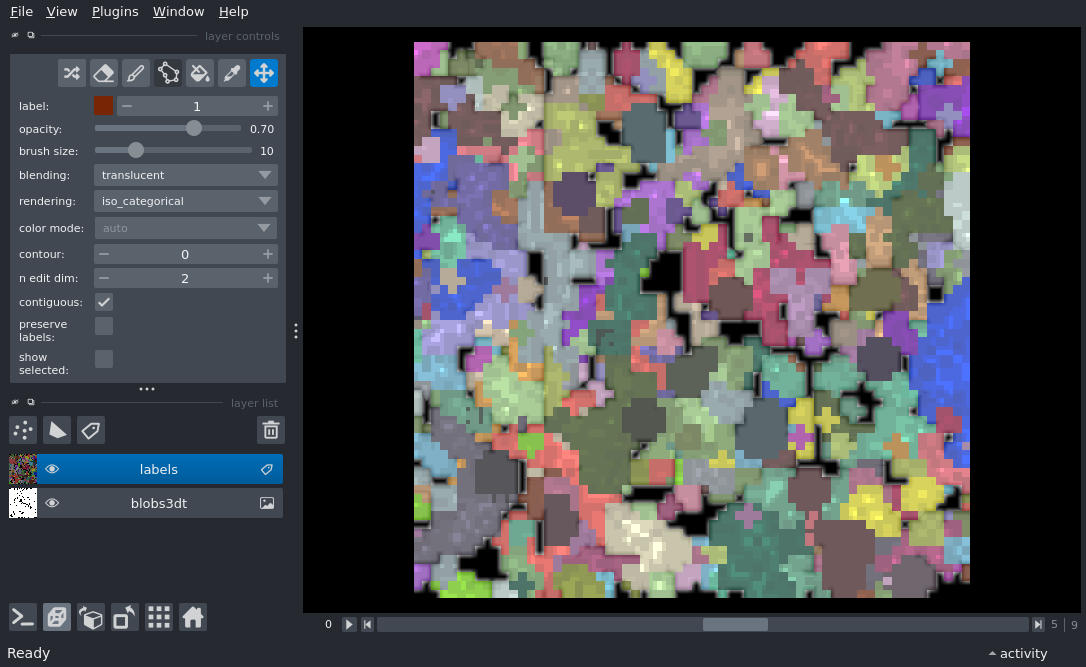 File View Plugins Window Help
layer controls
label: 1
opacity: 0.70
brush size: 10
blending: translucent
rendering: iso_categorical
color mode: auto
contour: 0
n edit dim: 2
contiguous:
preserve
labels:
show
selected:
layer list
labels
blobs3dt
0 5 9
Ready activity